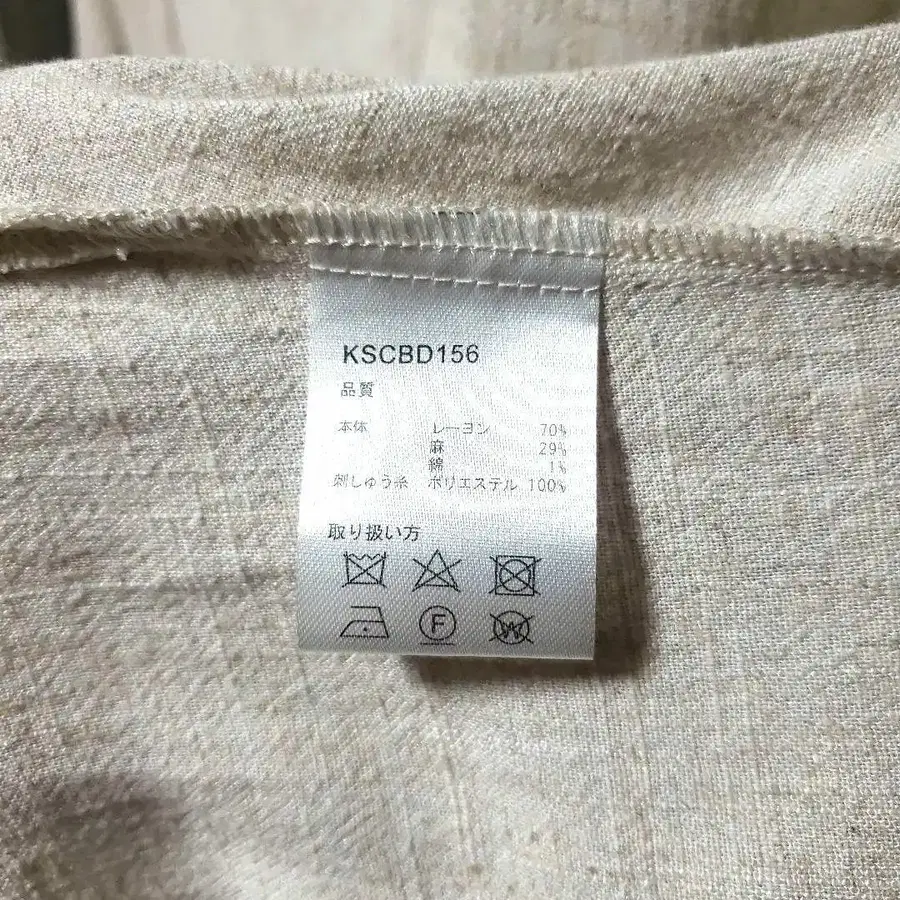 KSCBD156
品質
本体 レーヨン 70%
麻 29%
綿 1%
刺しゅう糸 ポリエステル 100%
取り扱い方
F W